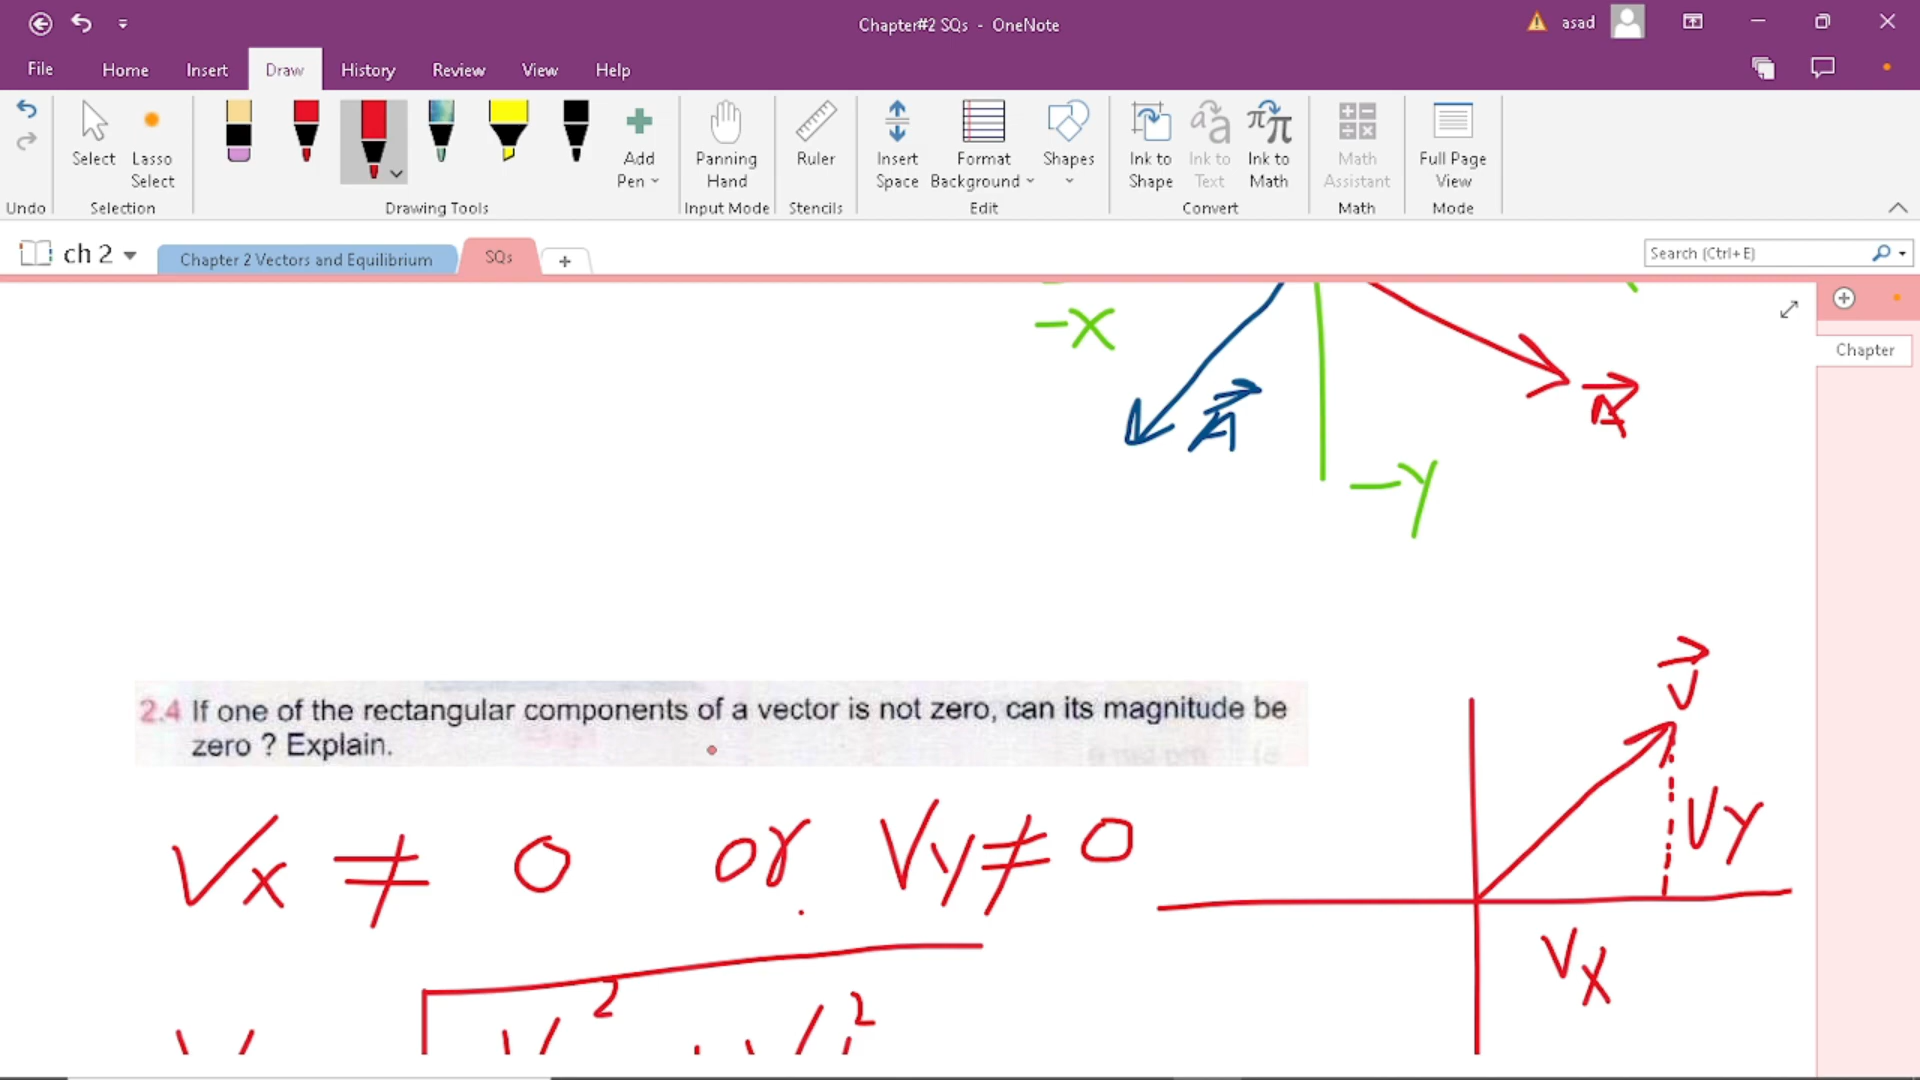 Chapter#2 SQs - OneNote
asad
File Home Insert Draw History Review View Help
Select
Lasso Select
Add Pen
Panning Hand
Ruler
Insert Space
Format Background
Shapes
Ink to Shape
Ink to Text
Ink to Math
Math Assistant
Full Page View
Undo Selection Drawing Tools Input Mode Stencils Edit Convert Math Mode
ch 2 Chapter 2 Vectors and Equilibrium SQs + Search (Ctrl+E)
Chapter
-X
A
A
-Y
V
2.4 If one of the rectangular components of a vector is not zero, can its magnitude be
zero ? Explain.
Vx ≠ 0 or Vy ≠ 0
Vy
Vx
2 2